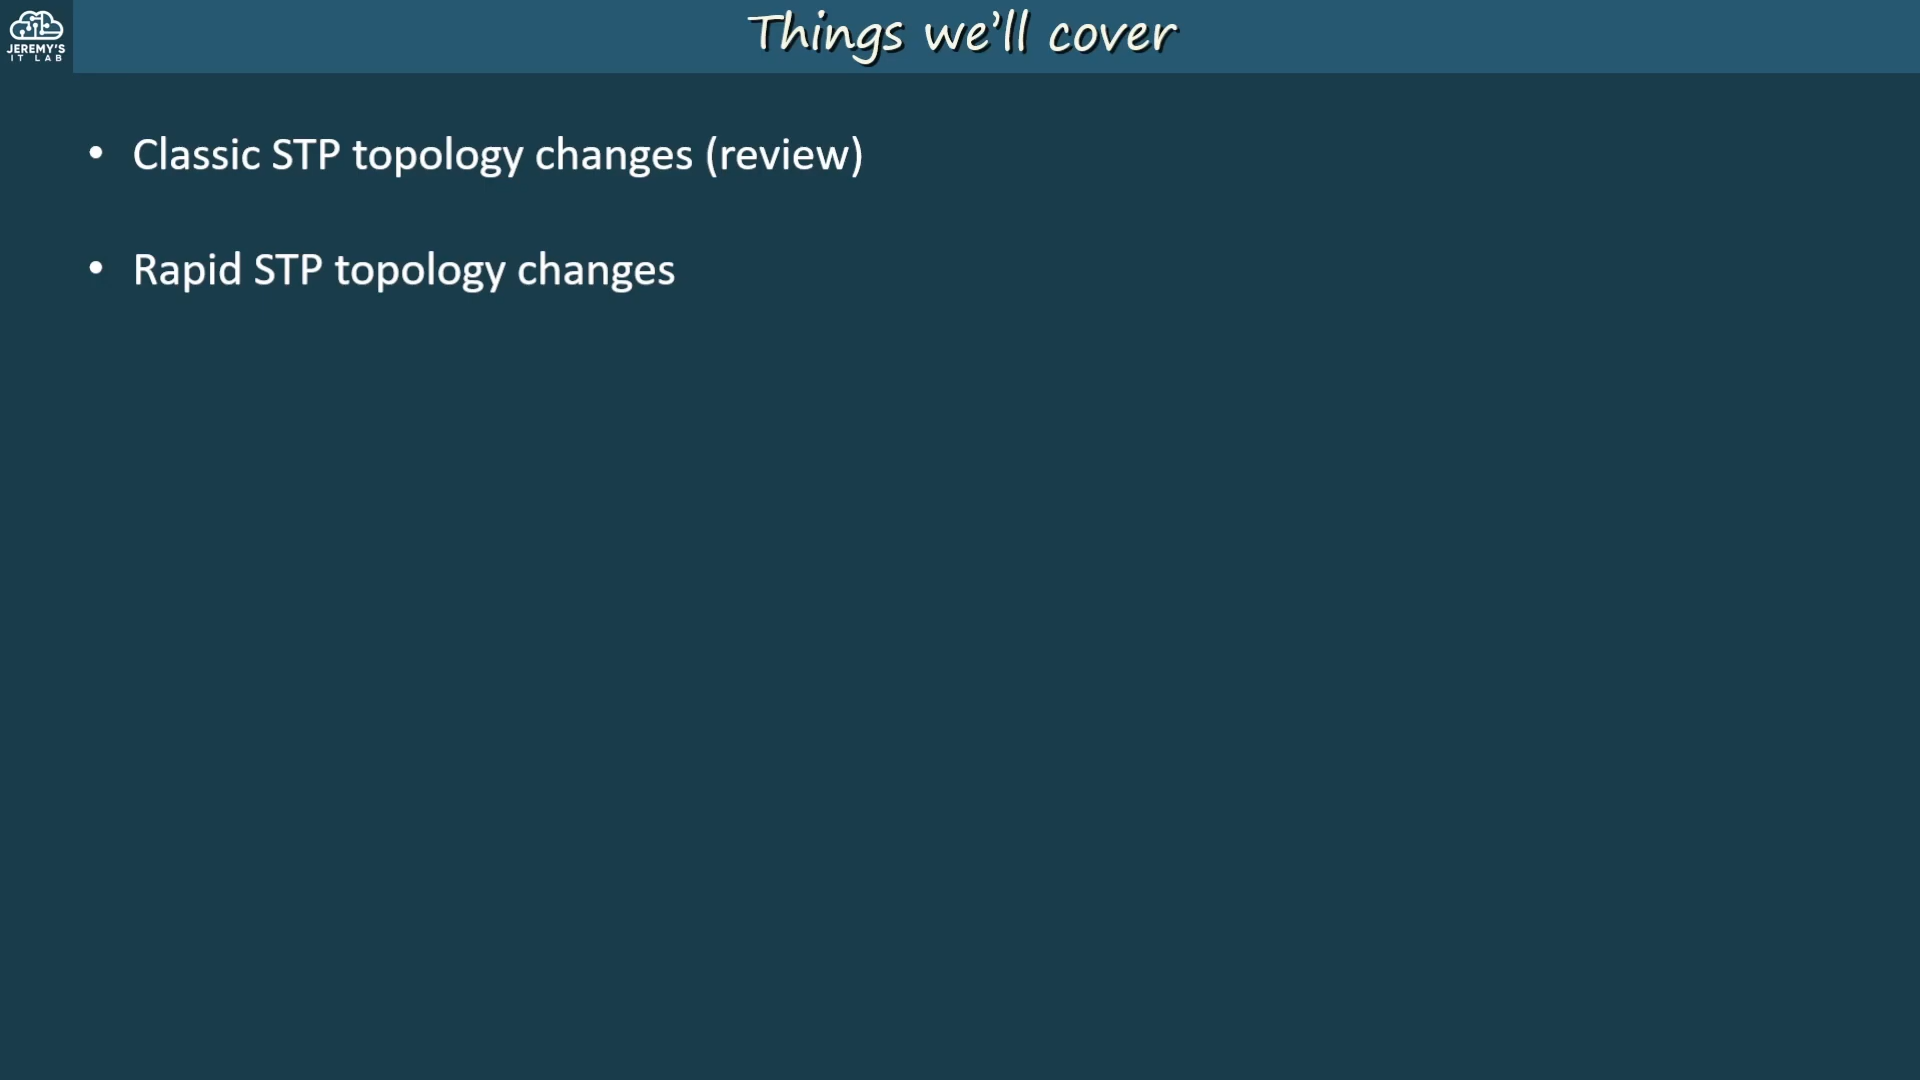 JEREMY'S
IT LAB
Things we'll cover
• Classic STP topology changes (review)
• Rapid STP topology changes